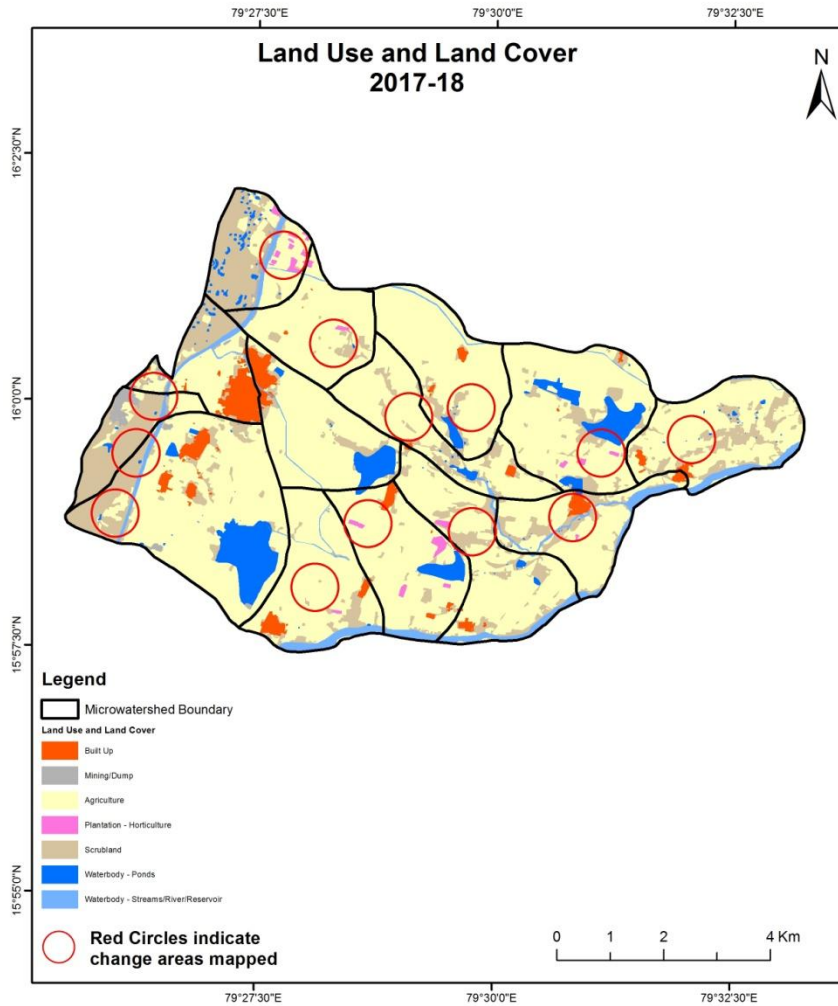 79°27'30"E 79°30'0"E 79°32'30"E
Land Use and Land Cover
2017-18
N
16°2'30"N
16°0'0"N
15°57'30"N
15°55'0"N
Legend
Microwatershed Boundary
Land Use and Land Cover
Built Up
Mining/Dump
Agriculture
Plantation - Horticulture
Scrubland
Waterbody - Ponds
Waterbody - Streams/River/Reservoir
Red Circles indicate
change areas mapped
0 1 2 4 Km
79°27'30"E 79°30'0"E 79°32'30"E